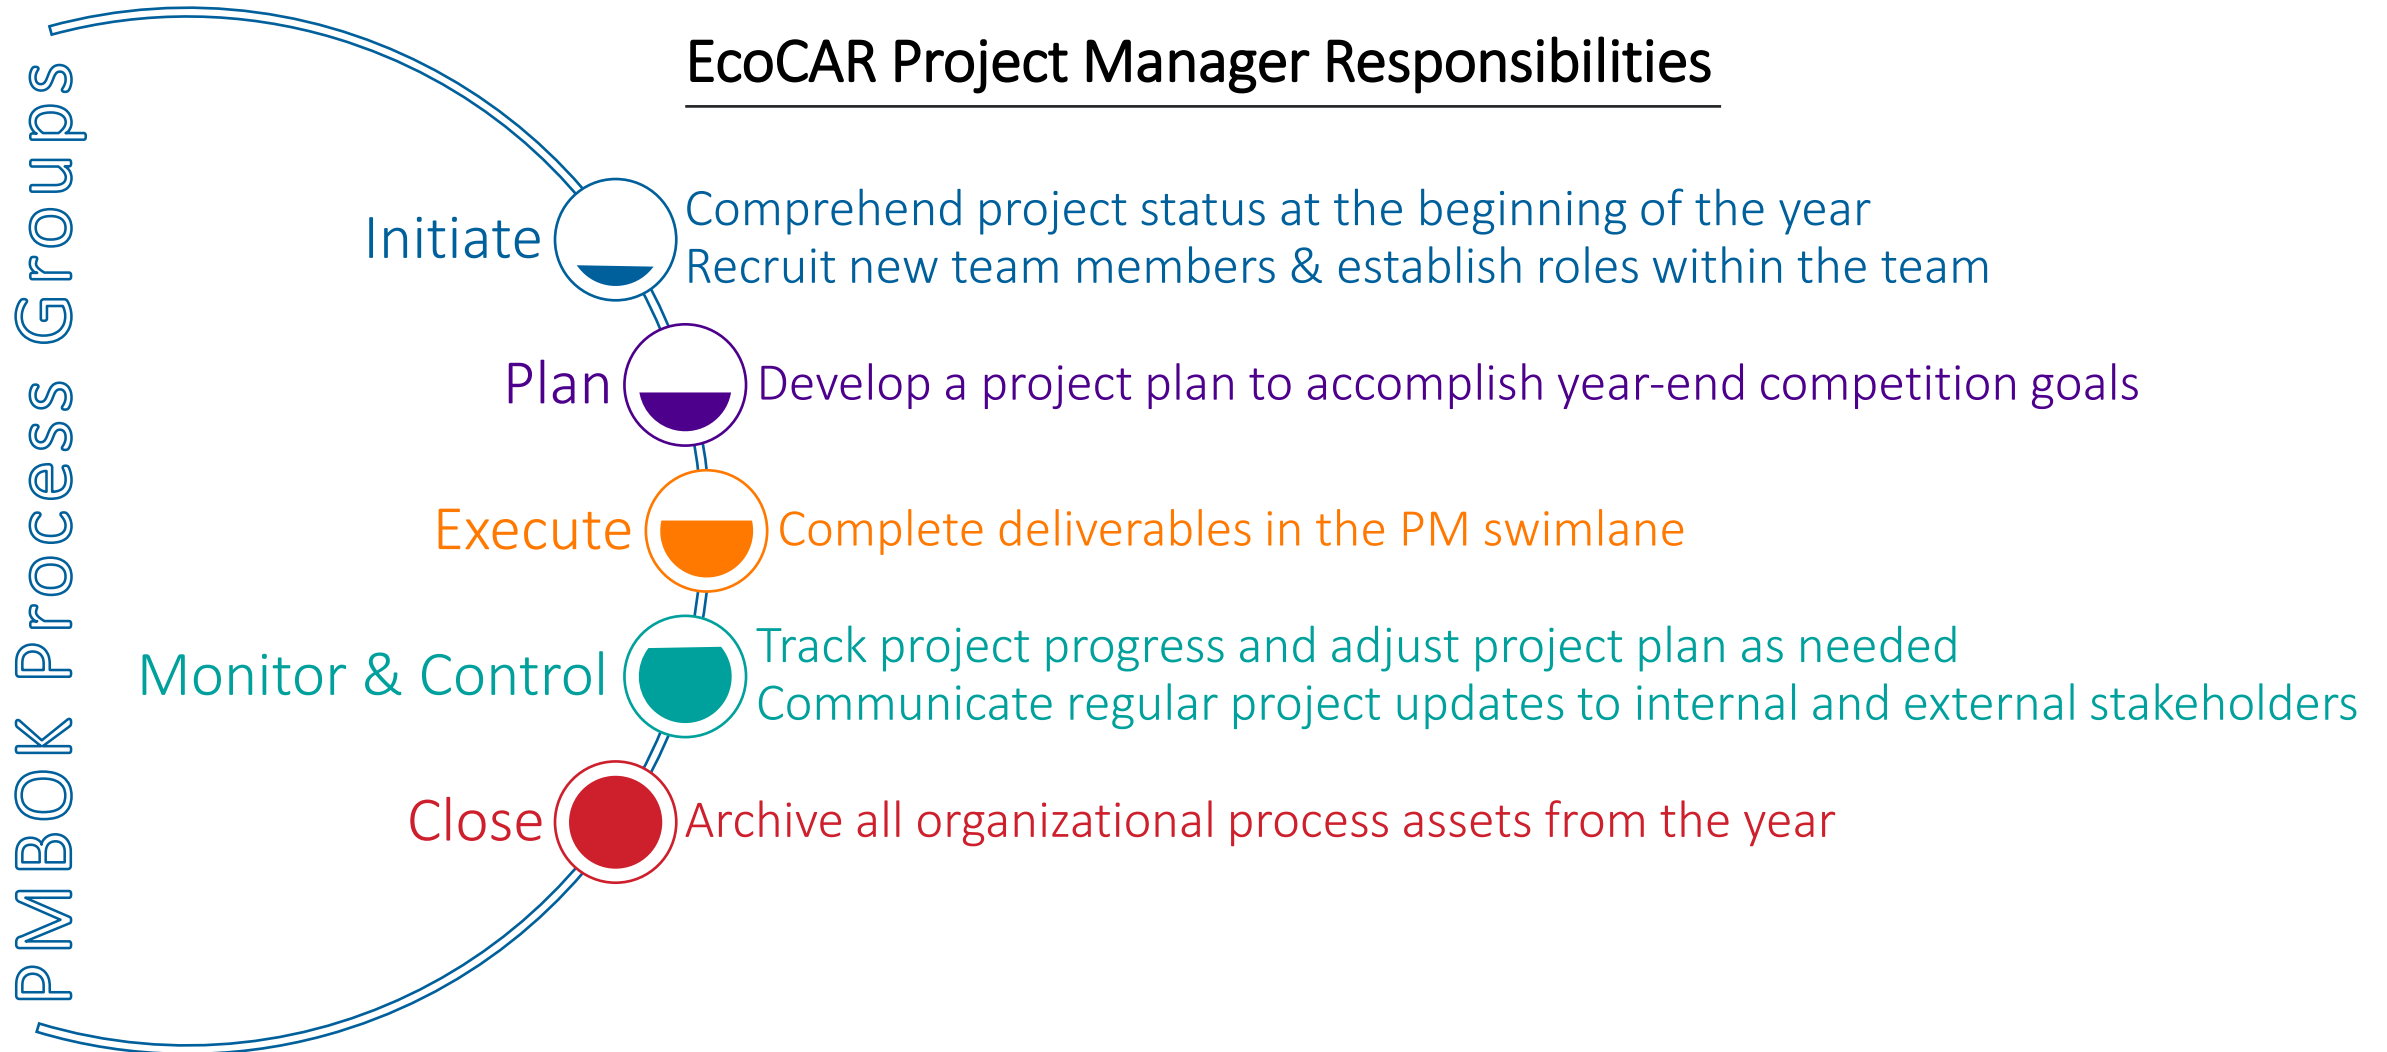 PMBOK Process Groups
EcoCAR Project Manager Responsibilities
Initiate
Comprehend project status at the beginning of the year
Recruit new team members & establish roles within the team
Plan
Develop a project plan to accomplish year-end competition goals
Execute
Complete deliverables in the PM swimlane
Monitor & Control
Track project progress and adjust project plan as needed
Communicate regular project updates to internal and external stakeholders
Close
Archive all organizational process assets from the year